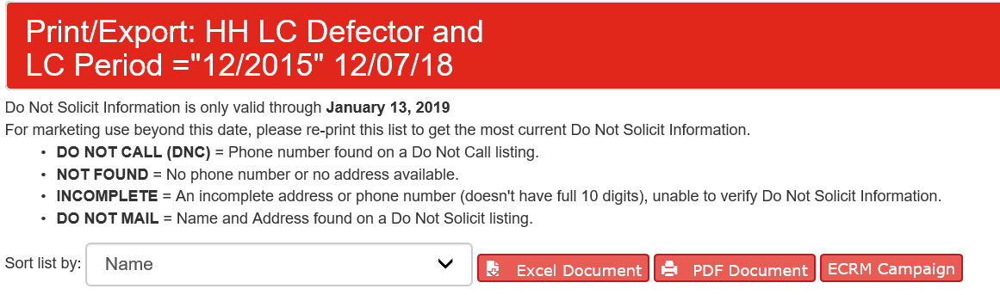 Print/Export: HH LC Defector and
LC Period ="12/2015" 12/07/18
Do Not Solicit Information is only valid through January 13, 2019
For marketing use beyond this date, please re-print this list to get the most current Do Not Solicit Information.
• DO NOT CALL (DNC) = Phone number found on a Do Not Call listing.
• NOT FOUND = No phone number or no address available.
• INCOMPLETE = An incomplete address or phone number (doesn't have full 10 digits), unable to verify Do Not Solicit Information.
• DO NOT MAIL = Name and Address found on a Do Not Solicit listing.
Sort list by: Name Excel Document PDF Document ECRM Campaign